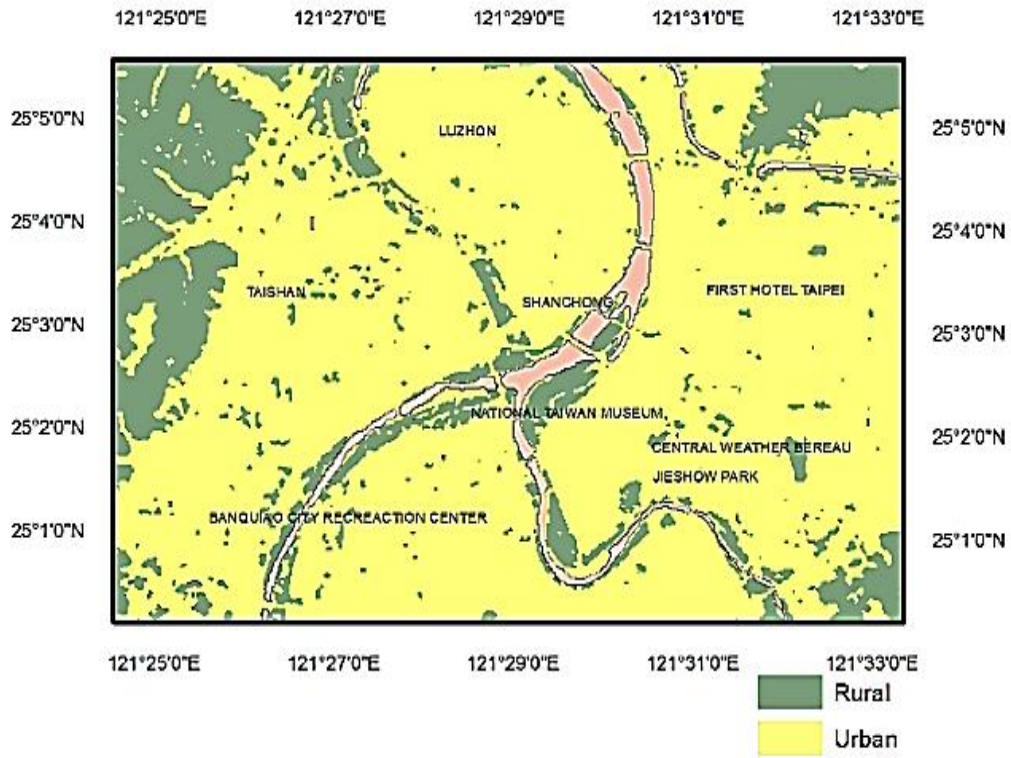 121°25'0"E 121°27'0"E 121°29'0"E 121°31'0"E 121°33'0"E
25°5'0"N LUZHON 25°5'0"N
25°4'0"N 25°4'0"N
TAISHAN FIRST HOTEL TAIPEI
SHANCHONG
25°3'0"N 25°3'0"N
NATIONAL TAIWAN MUSEUM
25°2'0"N 25°2'0"N
CENTRAL WEATHER BEREAU
JIESHOW PARK
BANQUIAO CITY RECREACTION CENTER
25°1'0"N 25°1'0"N
121°25'0"E 121°27'0"E 121°29'0"E 121°31'0"E 121°33'0"E
Rural
Urban